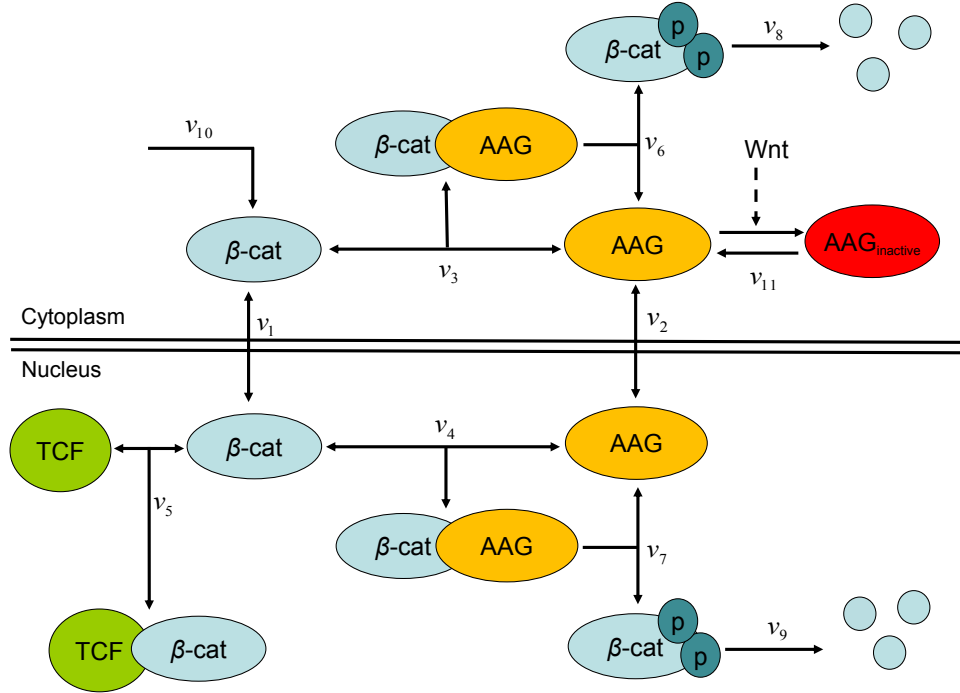 β-cat
p
p
v8
v10
β-cat
AAG
v6
Wnt
β-cat
AAG
AAGinactive
v3
v11
Cytoplasm
v1
v2
Nucleus
TCF
β-cat
v4
AAG
v5
β-cat
AAG
v7
TCF
β-cat
β-cat
p
p
v9